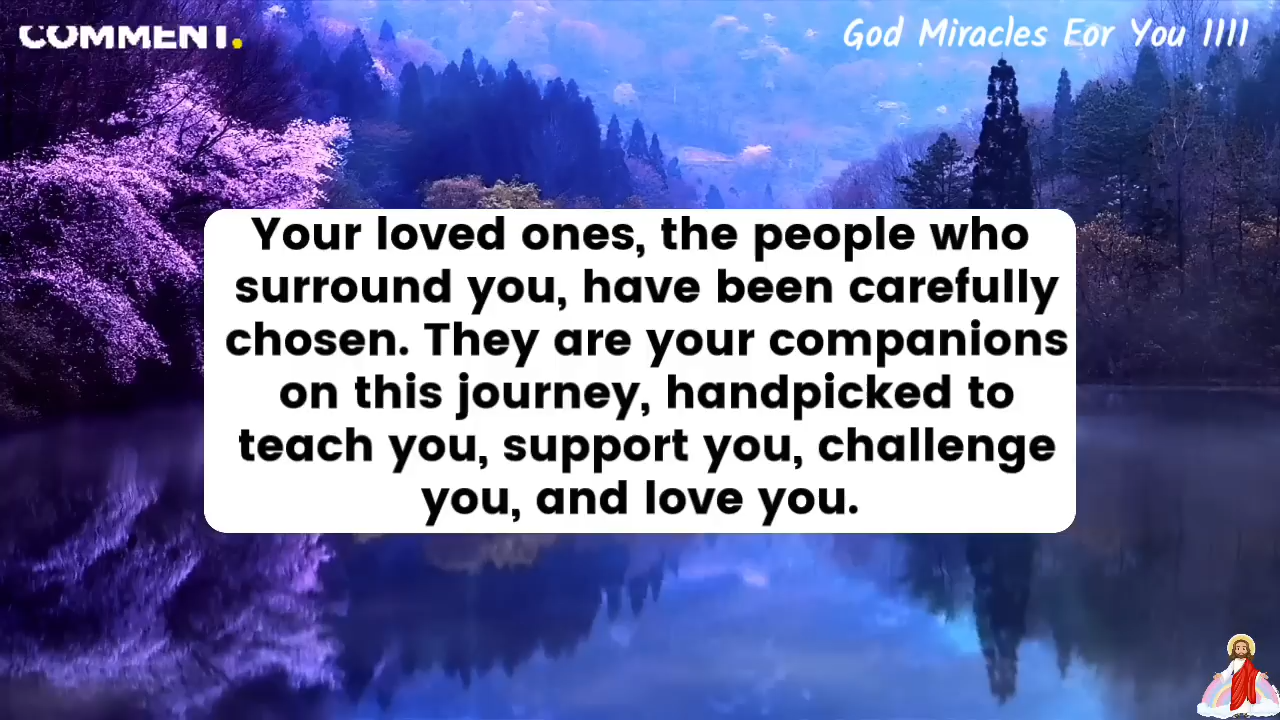 COMMENT.
God Miracles For You 1111
Your loved ones, the people who
surround you, have been carefully
chosen. They are your companions
on this journey, handpicked to
teach you, support you, challenge
you, and love you.